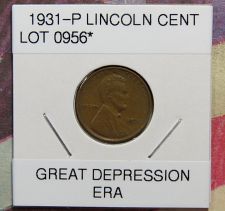 1931-P LINCOLN CENT
LOT 0956*
GREAT DEPRESSION
ERA